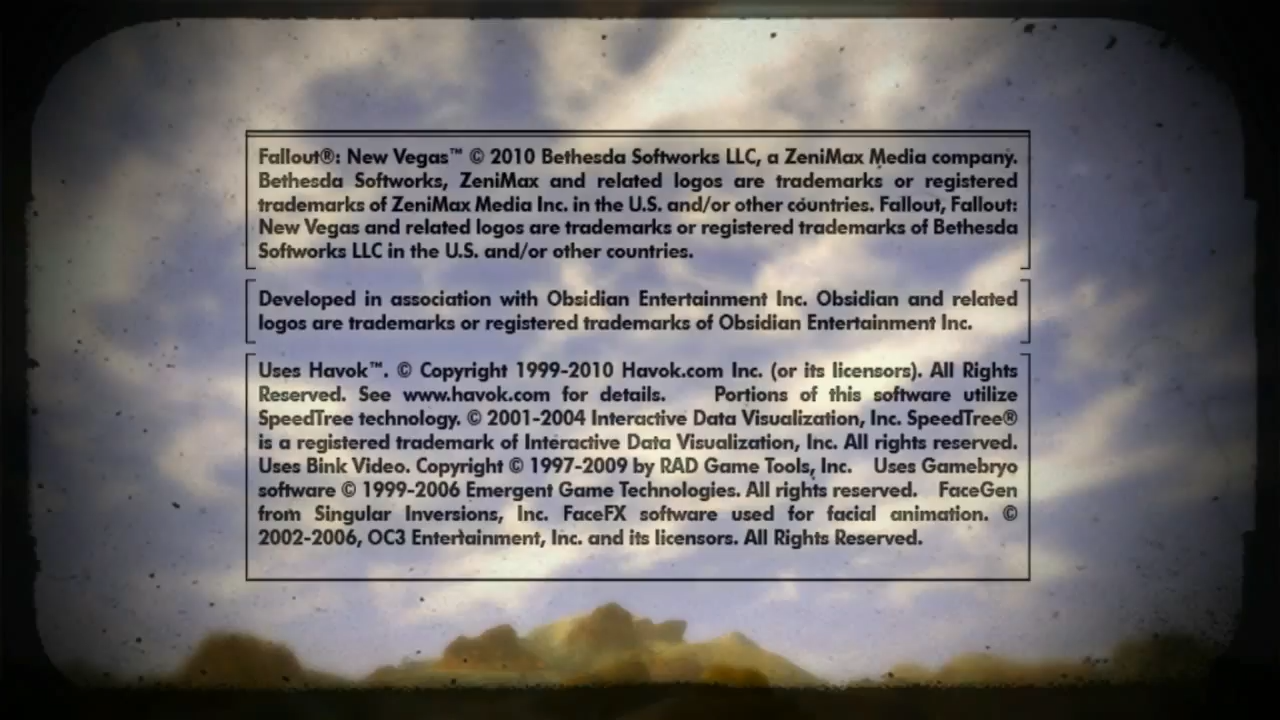 Fallout®: New Vegas™ © 2010 Bethesda Softworks LLC, a ZeniMax Media company.
Bethesda Softworks, ZeniMax and related logos are trademarks or registered
trademarks of ZeniMax Media Inc. in the U.S. and/or other countries. Fallout, Fallout:
New Vegas and related logos are trademarks or registered trademarks of Bethesda
Softworks LLC in the U.S. and/or other countries.
Developed in association with Obsidian Entertainment Inc. Obsidian and related
logos are trademarks or registered trademarks of Obsidian Entertainment Inc.
Uses Havok™. © Copyright 1999-2010 Havok.com Inc. (or its licensors). All Rights
Reserved. See www.havok.com for details. Portions of this software utilize
SpeedTree technology. © 2001-2004 Interactive Data Visualization, Inc. SpeedTree®
is a registered trademark of Interactive Data Visualization, Inc. All rights reserved.
Uses Bink Video. Copyright © 1997-2009 by RAD Game Tools, Inc. Uses Gamebryo
software © 1999-2006 Emergent Game Technologies. All rights reserved. FaceGen
from Singular Inversions, Inc. FaceFX software used for facial animation. ©
2002-2006, OC3 Entertainment, Inc. and its licensors. All Rights Reserved.